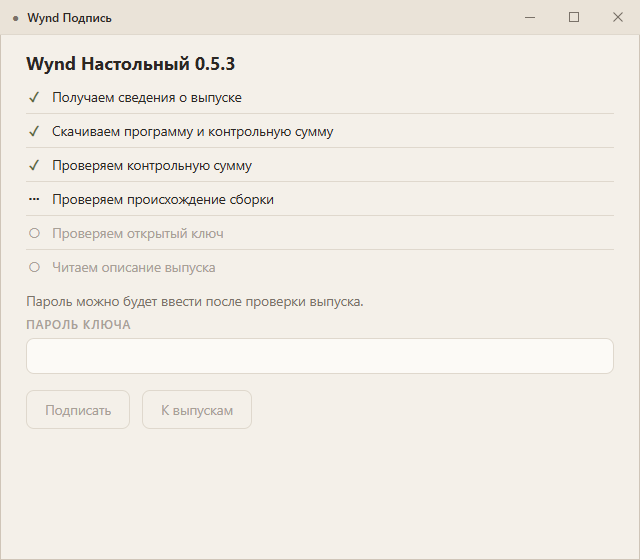 Wynd Подпись
Wynd Настольный 0.5.3
Получаем сведения о выпуске
Скачиваем программу и контрольную сумму
Проверяем контрольную сумму
Проверяем происхождение сборки
Проверяем открытый ключ
Читаем описание выпуска
Пароль можно будет ввести после проверки выпуска.
ПАРОЛЬ КЛЮЧА
Подписать
К выпускам